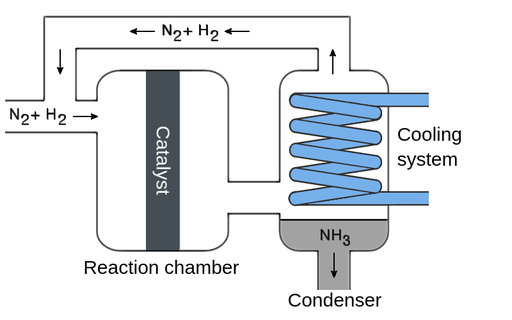 N₂+ H₂
N₂+ H₂
Catalyst
Cooling
system
NH₃
Reaction chamber
Condenser